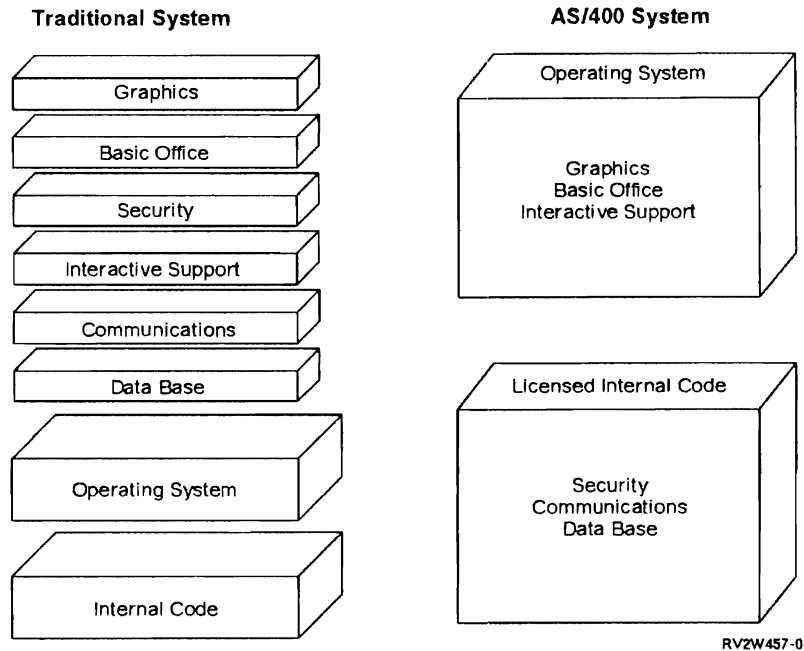 Traditional System
Graphics
Basic Office
Security
Interactive Support
Communications
Data Base
Operating System
Internal Code
AS/400 System
Operating System
Graphics
Basic Office
Interactive Support
Licensed Internal Code
Security
Communications
Data Base
RV2W457-0